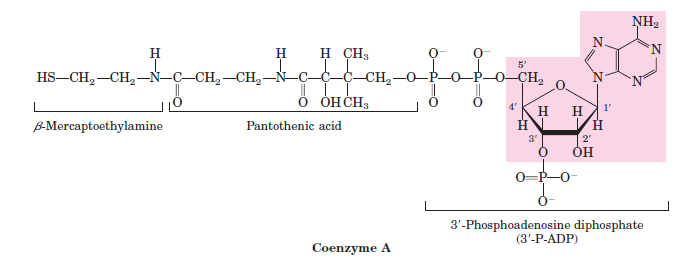 NH₂
N N
H H H CH₃ O⁻ O⁻ N N
5′
HS—CH₂—CH₂—N—C—CH₂—CH₂—N—C—C—C—CH₂—O—P—O—P—O—CH₂ O
O O OH CH₃ O O 4′ H H 1′
H H
β-Mercaptoethylamine Pantothenic acid
3′ 2′
O OH
O=P—O⁻
O⁻
3′-Phosphoadenosine diphosphate
(3′-P-ADP)
Coenzyme A